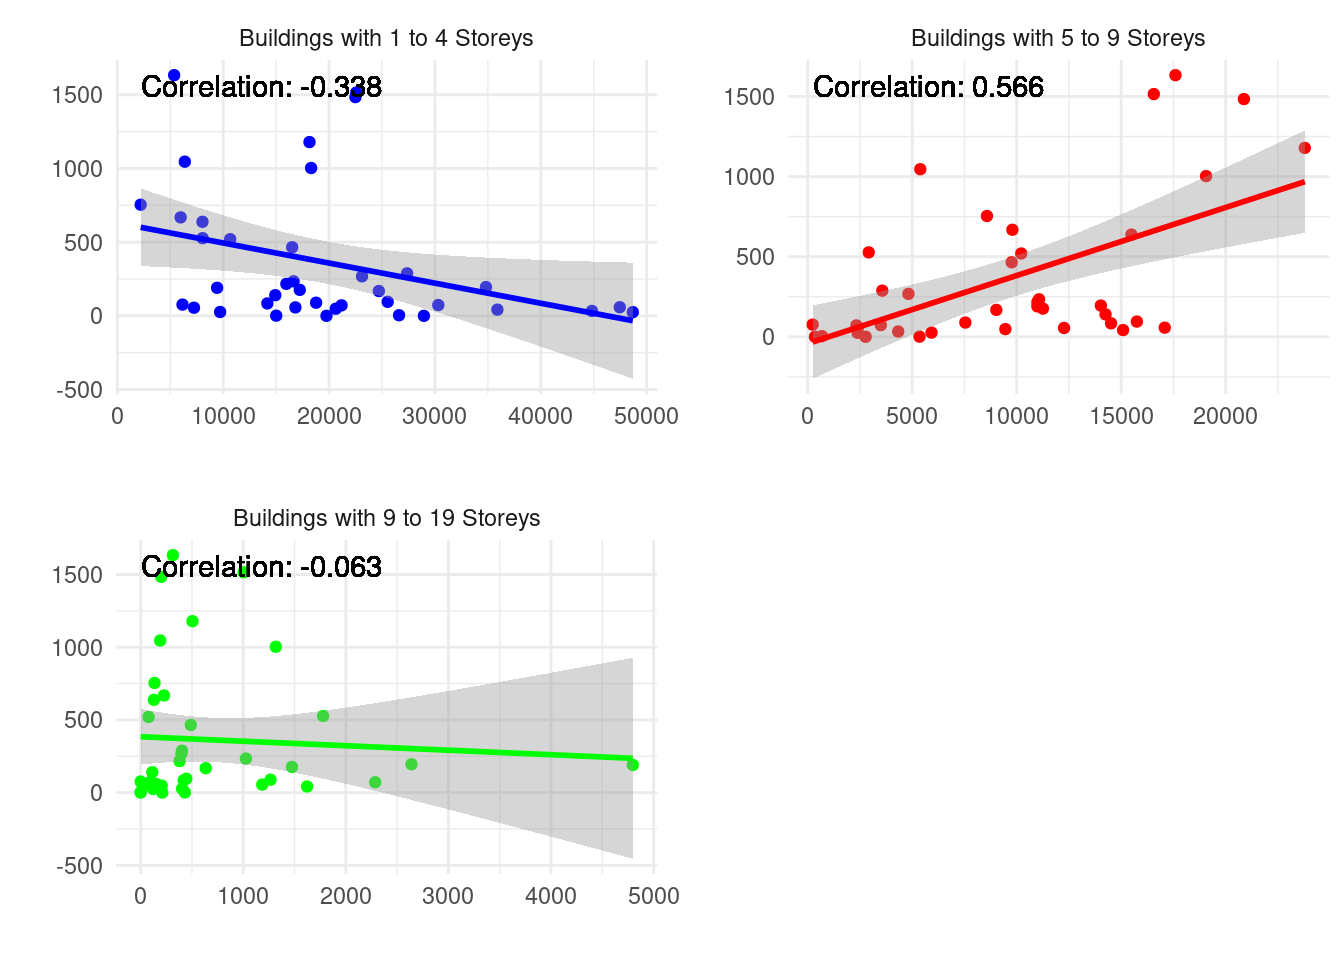 Buildings with 1 to 4 Storeys
Correlation: -0.338
1500
1000
500
0
-500
0 10000 20000 30000 40000 50000
Buildings with 5 to 9 Storeys
Correlation: 0.566
1500
1000
500
0
0 5000 10000 15000 20000
Buildings with 9 to 19 Storeys
Correlation: -0.063
1500
1000
500
0
-500
0 1000 2000 3000 4000 5000